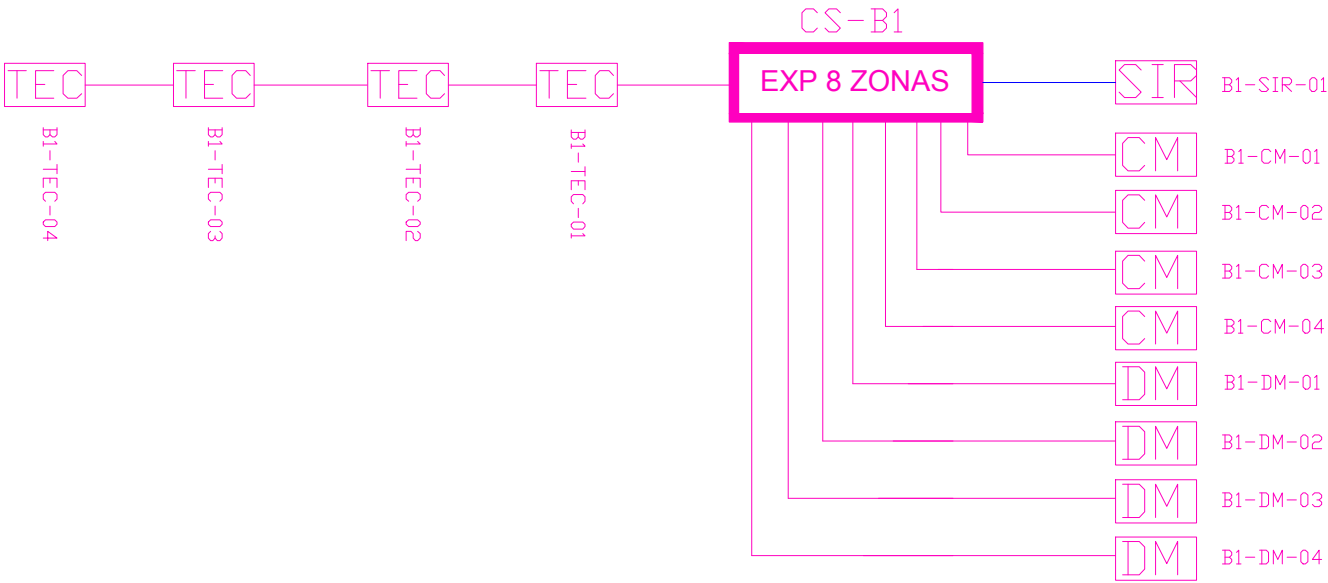 CS-B1
TEC
TEC
TEC
TEC
EXP 8 ZONAS
SIR
B1-SIR-01
B1-TEC-04
B1-TEC-03
B1-TEC-02
B1-TEC-01
CM
B1-CM-01
CM
B1-CM-02
CM
B1-CM-03
CM
B1-CM-04
DM
B1-DM-01
DM
B1-DM-02
DM
B1-DM-03
DM
B1-DM-04